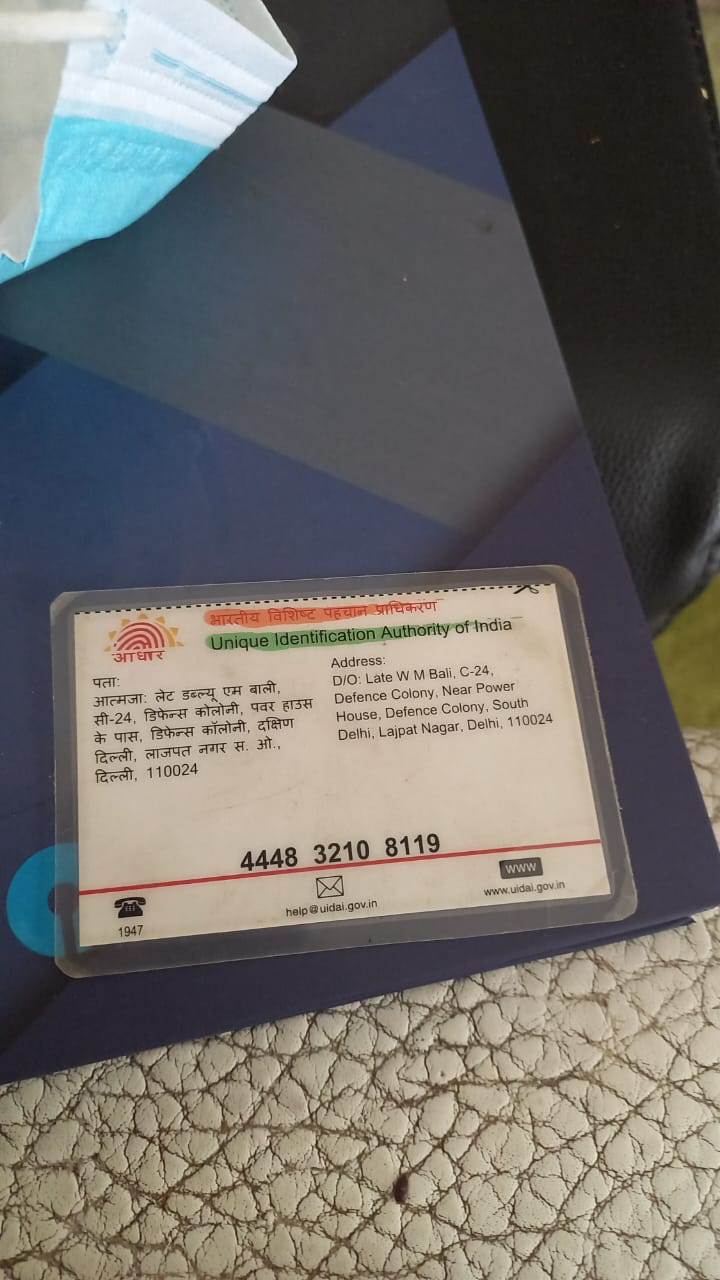 भारतीय विशिष्ट पहचान प्राधिकरण
Unique Identification Authority of India
आधार
पता:
आत्मजा: लेट डब्ल्यू एम बाली,
सी-24, डिफेन्स कोलोनी, पवर हाउस
के पास, डिफेन्स कॉलोनी, दक्षिण
दिल्ली, लाजपत नगर स. ओ.,
दिल्ली, 110024
Address:
D/O: Late W M Bali, C-24,
Defence Colony, Near Power
House, Defence Colony, South
Delhi, Lajpat Nagar, Delhi, 110024
4448 3210 8119
1947
help@uidai.gov.in
WWW
www.uidai.gov.in